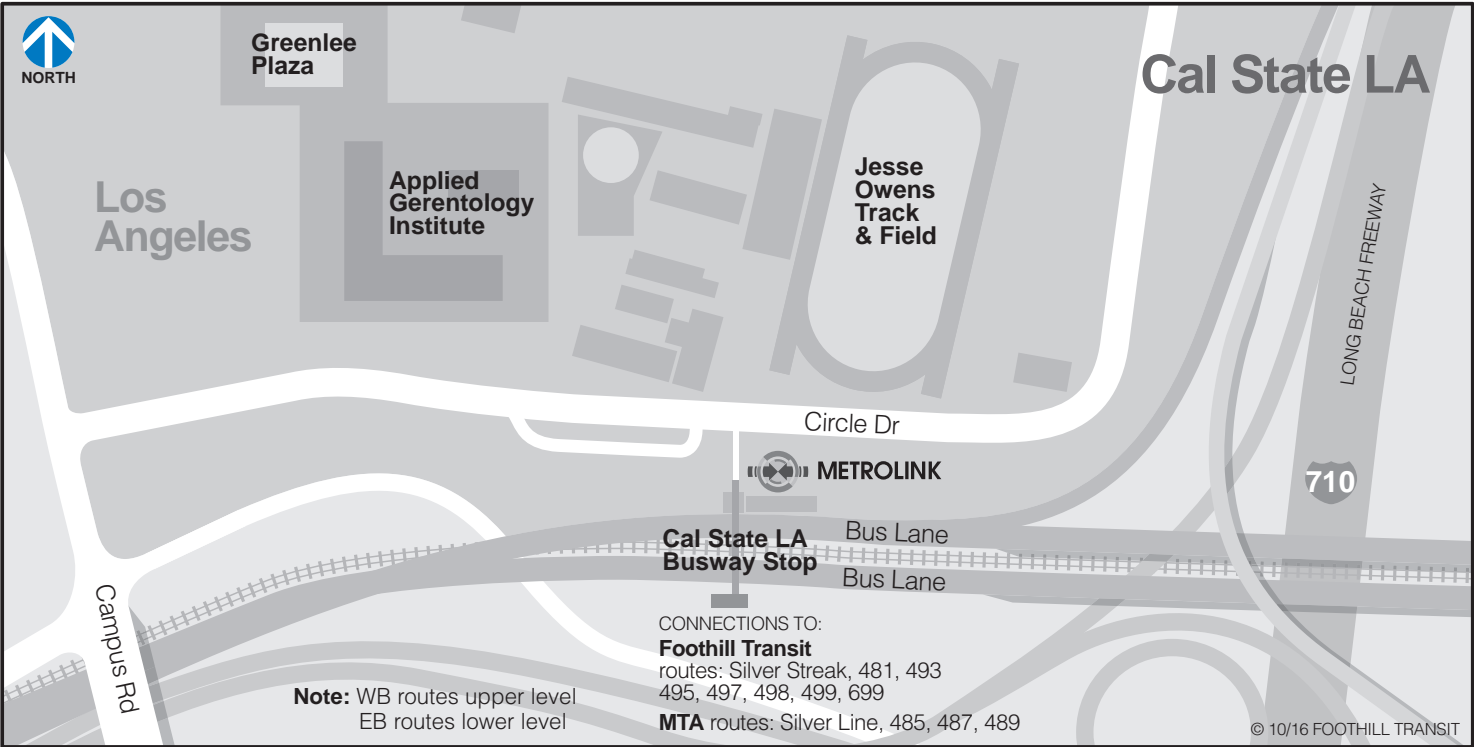 NORTH
Greenlee
Plaza
Cal State LA
Los
Angeles
Applied
Gerentology
Institute
Jesse
Owens
Track
& Field
LONG BEACH FREEWAY
710
Circle Dr
METROLINK
Cal State LA
Busway Stop
Bus Lane
Bus Lane
Campus Rd
CONNECTIONS TO:
Foothill Transit
routes: Silver Streak, 481, 493
495, 497, 498, 499, 699
MTA routes: Silver Line, 485, 487, 489
Note: WB routes upper level
EB routes lower level
© 10/16 FOOTHILL TRANSIT